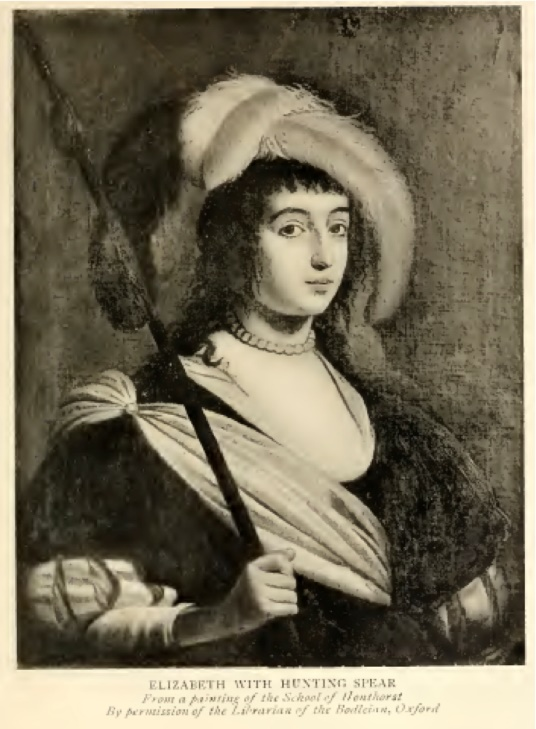 ELIZABETH WITH HUNTING SPEAR
From a painting of the School of Honthorst
By permission of the Librarian of the Bodleian, Oxford